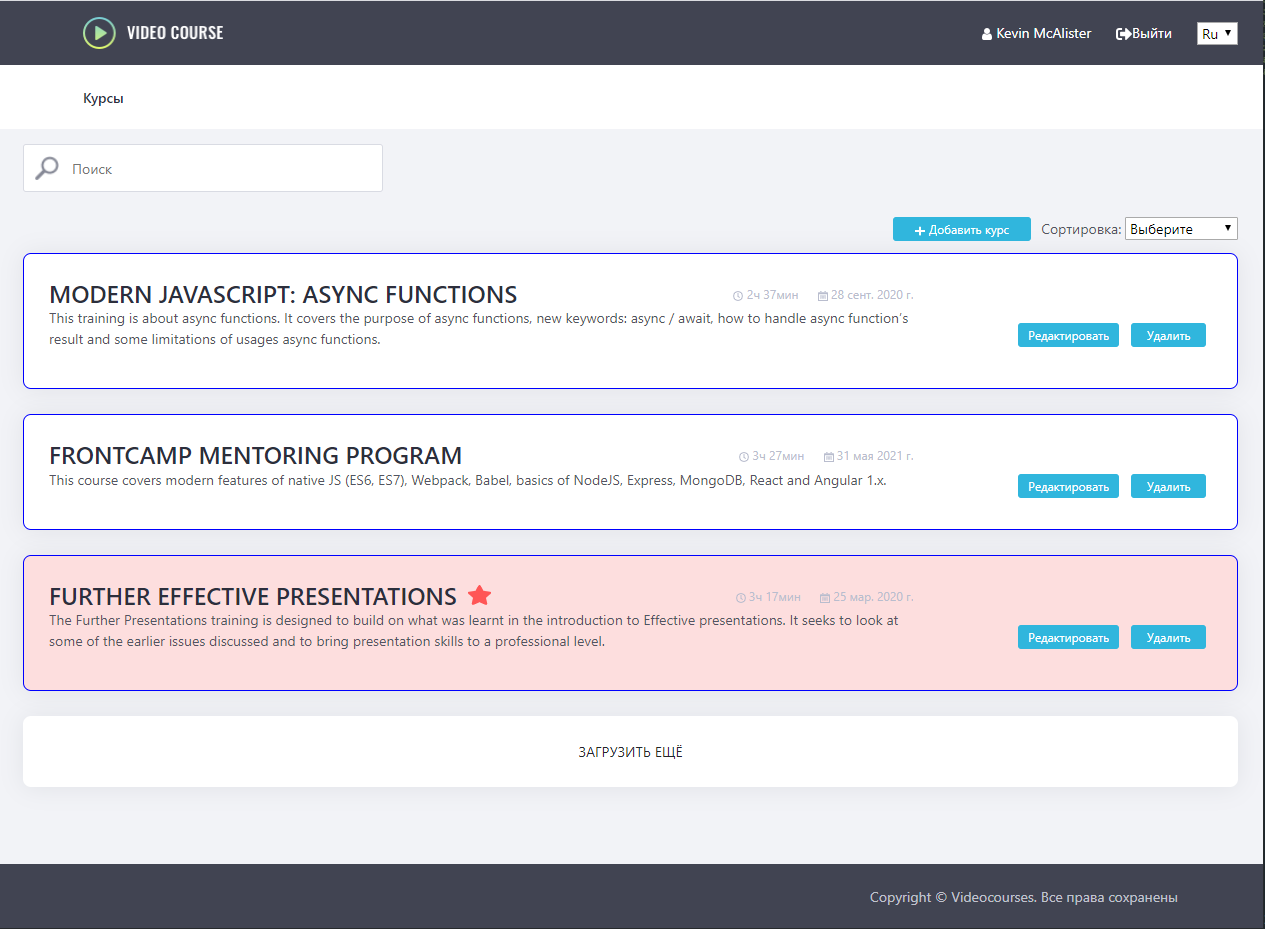 VIDEO COURSE
Kevin McAlister
Выйти
Ru
Курсы
Поиск
+ Добавить курс
Сортировка: Выберите
MODERN JAVASCRIPT: ASYNC FUNCTIONS
2ч 37мин
28 сент. 2020 г.
This training is about async functions. It covers the purpose of async functions, new keywords: async / await, how to handle async function's
result and some limitations of usages async functions.
Редактировать
Удалить
FRONTCAMP MENTORING PROGRAM
3ч 27мин
31 мая 2021 г.
This course covers modern features of native JS (ES6, ES7), Webpack, Babel, basics of NodeJS, Express, MongoDB, React and Angular 1.x.
Редактировать
Удалить
FURTHER EFFECTIVE PRESENTATIONS
3ч 17мин
25 мар. 2020 г.
The Further Presentations training is designed to build on what was learnt in the introduction to Effective presentations. It seeks to look at
some of the earlier issues discussed and to bring presentation skills to a professional level.
Редактировать
Удалить
ЗАГРУЗИТЬ ЕЩЁ
Copyright © Videocourses. Все права сохранены